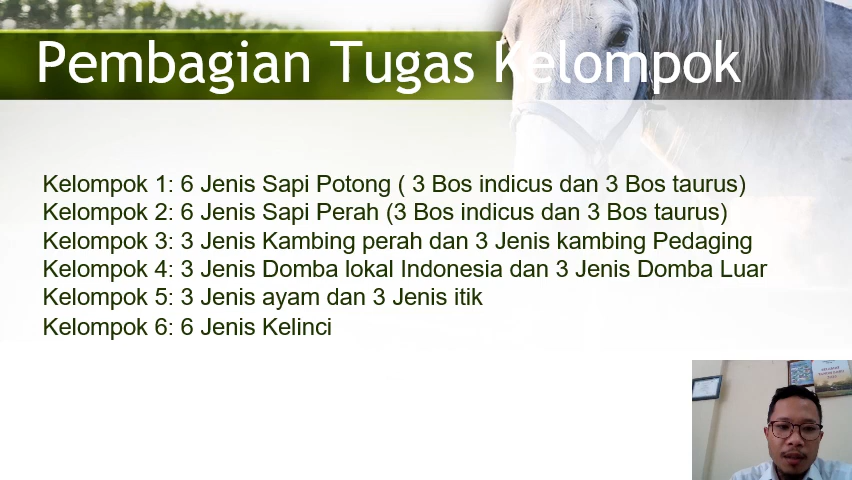 Pembagian Tugas Kelompok
Kelompok 1: 6 Jenis Sapi Potong ( 3 Bos indicus dan 3 Bos taurus)
Kelompok 2: 6 Jenis Sapi Perah (3 Bos indicus dan 3 Bos taurus)
Kelompok 3: 3 Jenis Kambing perah dan 3 Jenis kambing Pedaging
Kelompok 4: 3 Jenis Domba lokal Indonesia dan 3 Jenis Domba Luar
Kelompok 5: 3 Jenis ayam dan 3 Jenis itik
Kelompok 6: 6 Jenis Kelinci